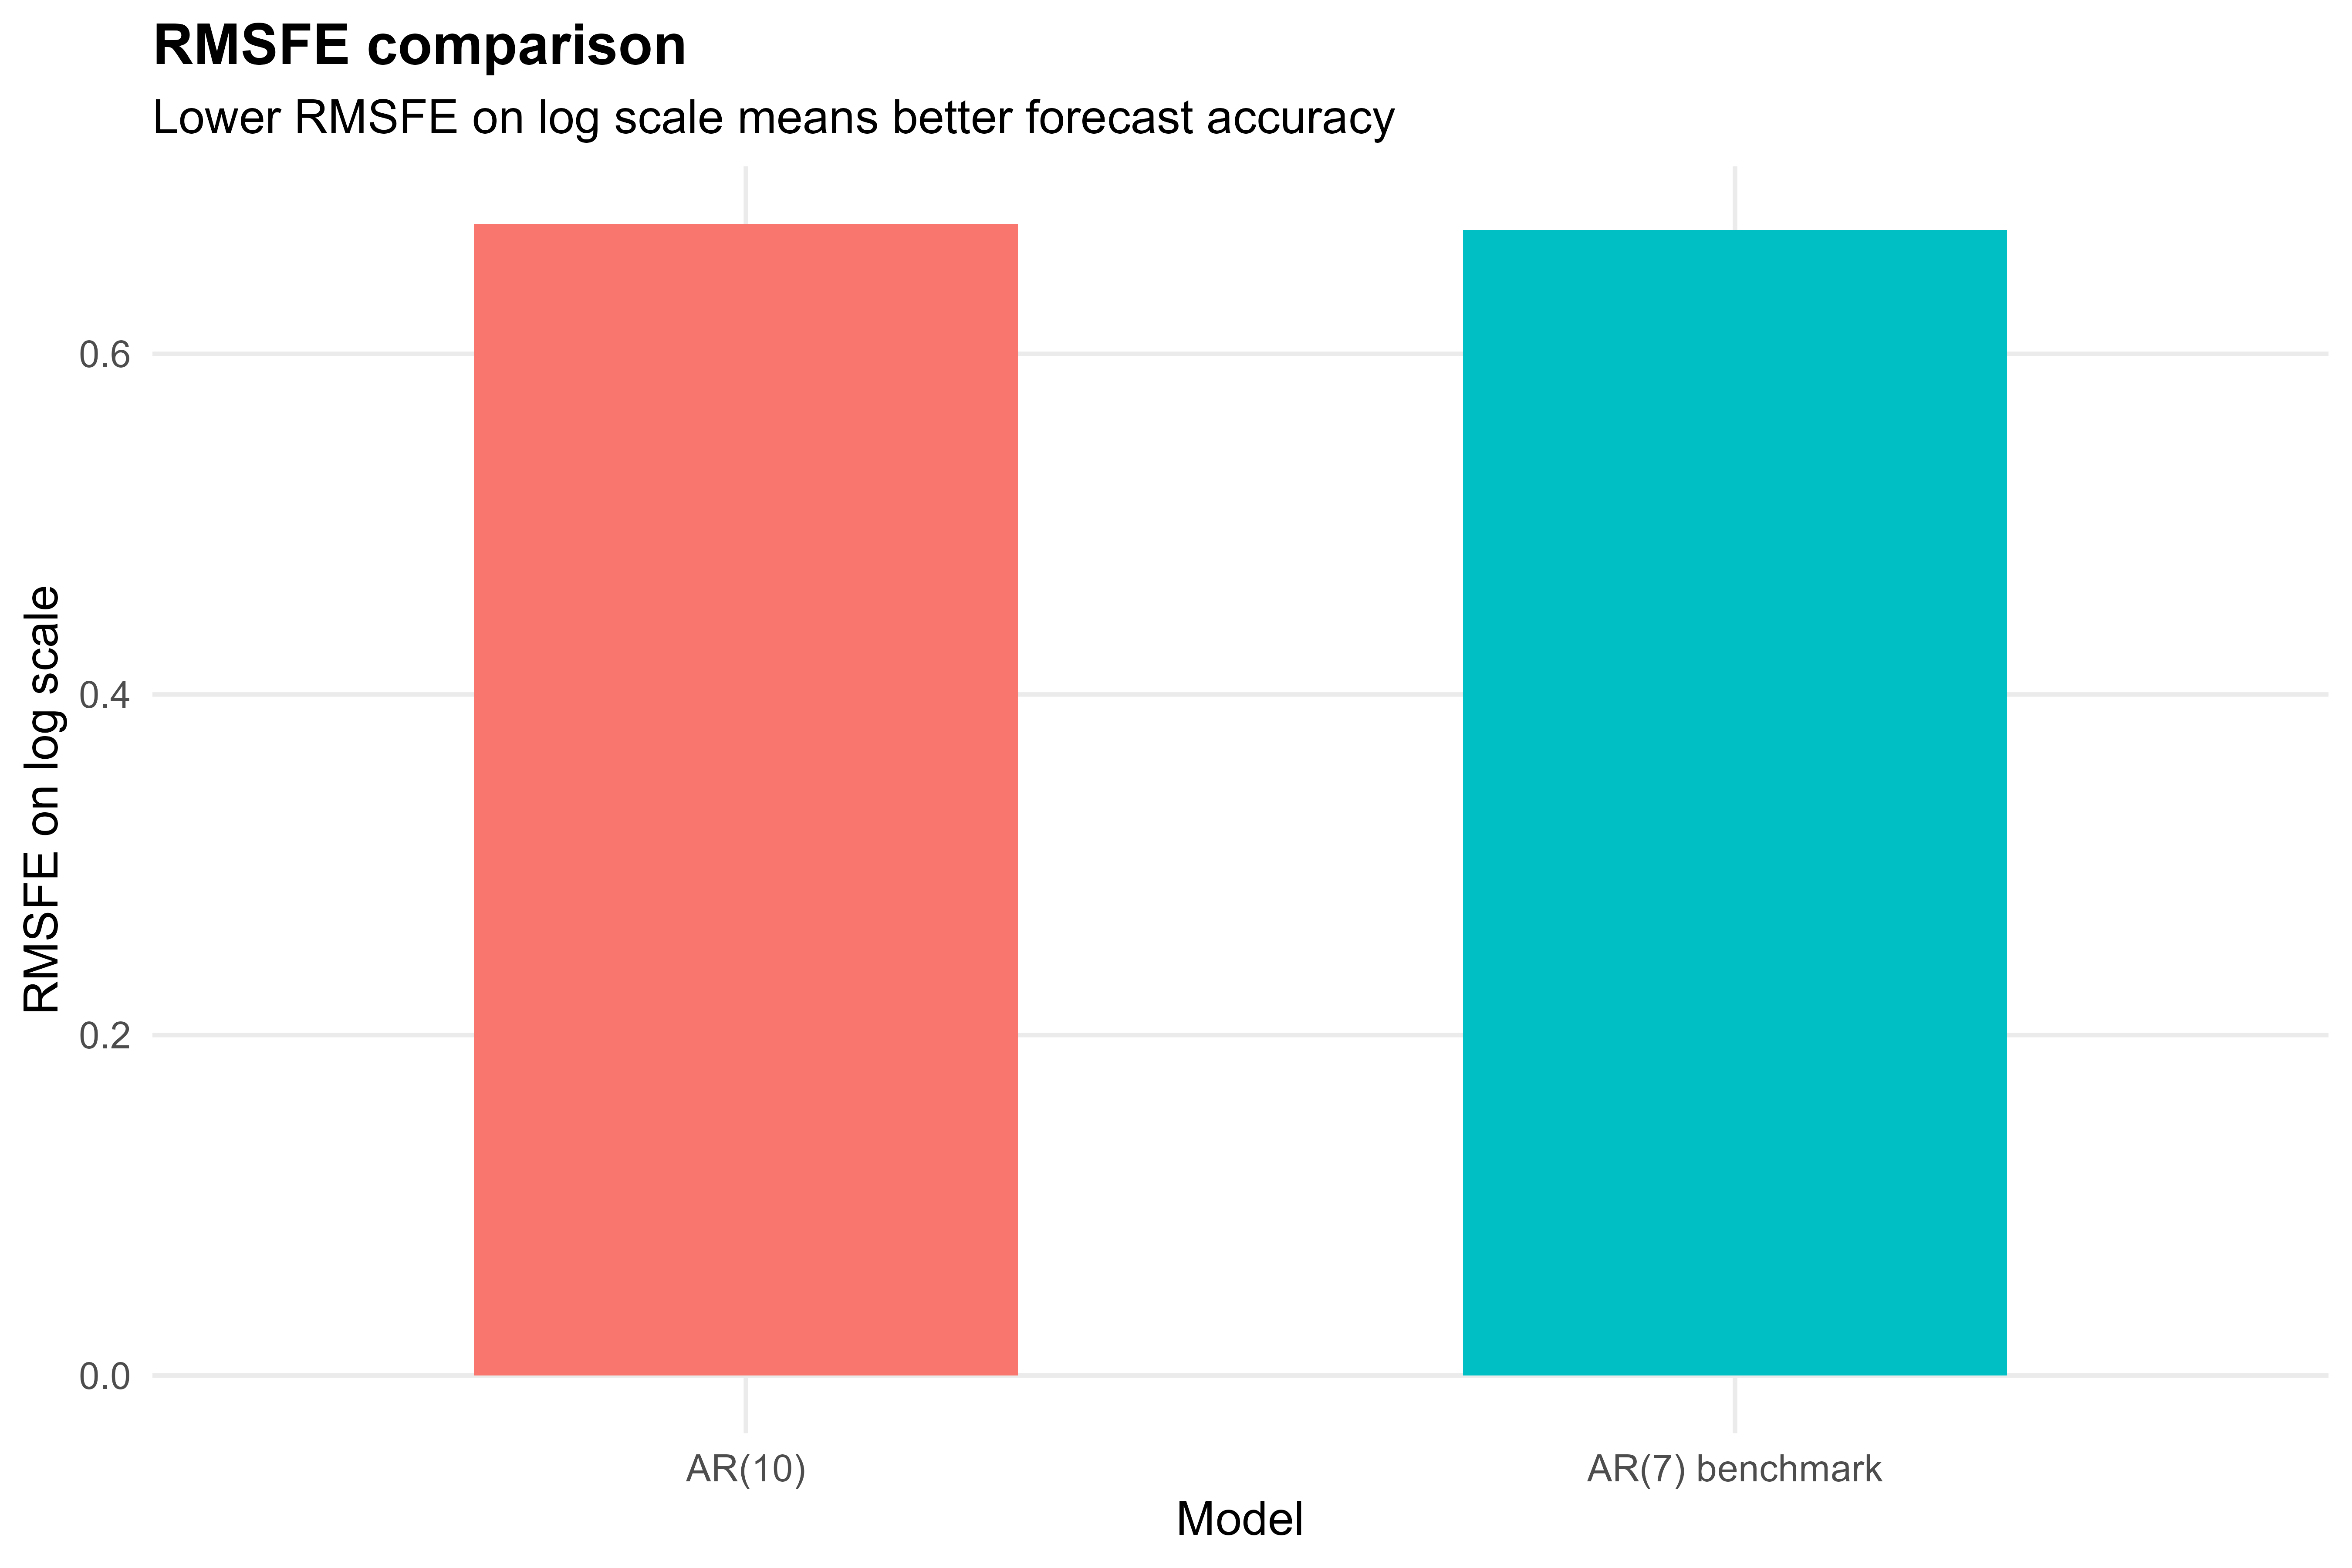 RMSFE comparison
Lower RMSFE on log scale means better forecast accuracy
RMSFE on log scale
0.6
0.4
0.2
0.0
AR(10)
AR(7) benchmark
Model